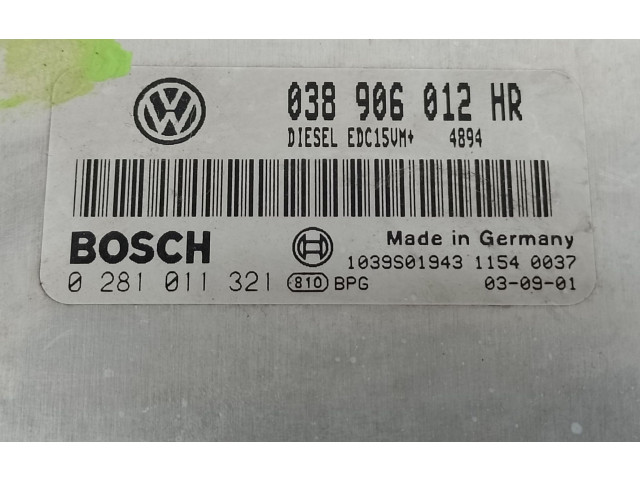 VW
038 906 012 HR
DIESEL EDC15VM+ 4894
BOSCH
Made in Germany
0 281 011 321
810 BPG
1039S01943 1154 0037
03-09-01